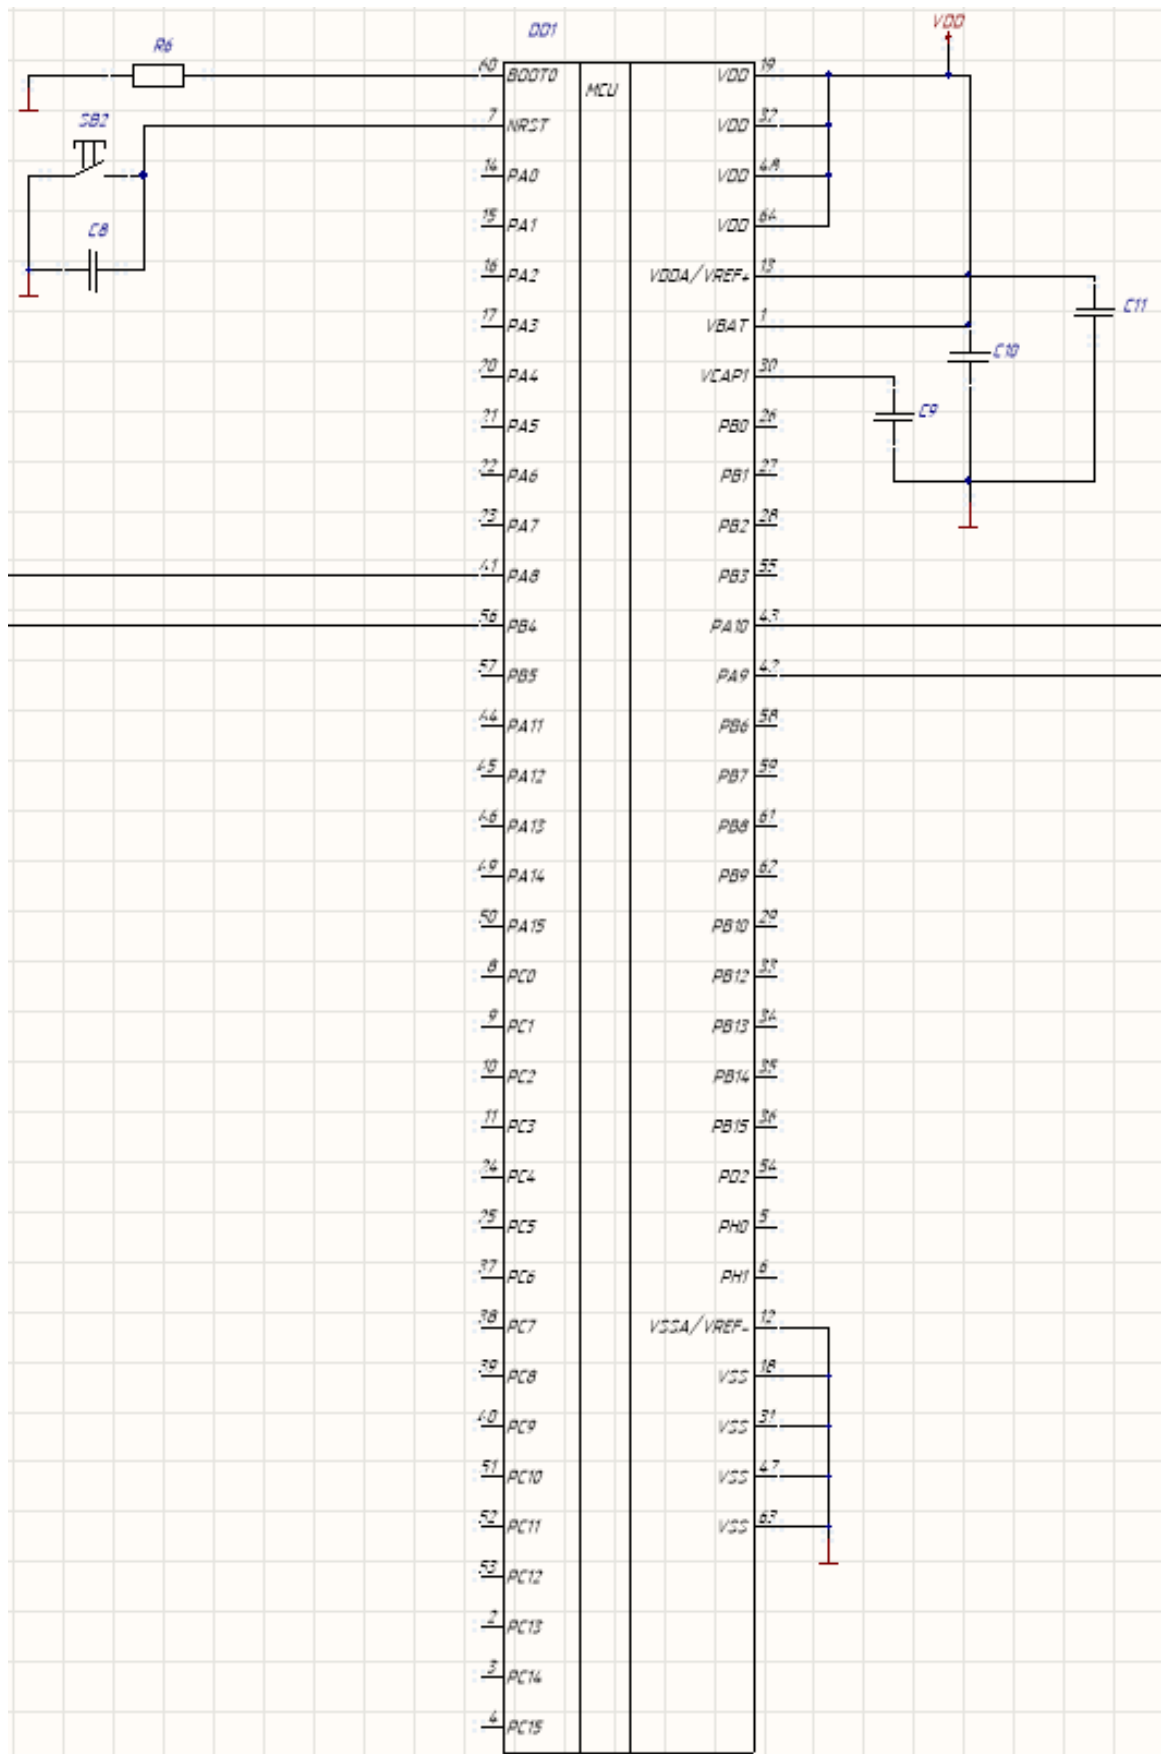 DD1
VDD
R6
60 BOOT0 MCU VDD 19
7 NRST VDD 32
SB2
14 PA0 VDD 48
15 PA1 VDD 64
C8
16 PA2 VDDA/VREF+ 13
C11
17 PA3 VBAT 1
C10
20 PA4 VCAP1 30
C9
21 PA5 PB0 26
22 PA6 PB1 27
23 PA7 PB2 28
41 PA8 PB3 55
56 PB4 PA10 43
57 PB5 PA9 42
44 PA11 PB6 58
45 PA12 PB7 59
46 PA13 PB8 61
49 PA14 PB9 62
50 PA15 PB10 29
8 PC0 PB12 33
9 PC1 PB13 34
10 PC2 PB14 35
11 PC3 PB15 36
24 PC4 PD2 54
25 PC5 PH0 5
37 PC6 PH1 6
38 PC7 VSSA/VREF- 12
39 PC8 VSS 18
40 PC9 VSS 31
51 PC10 VSS 47
52 PC11 VSS 63
53 PC12
2 PC13
3 PC14
4 PC15